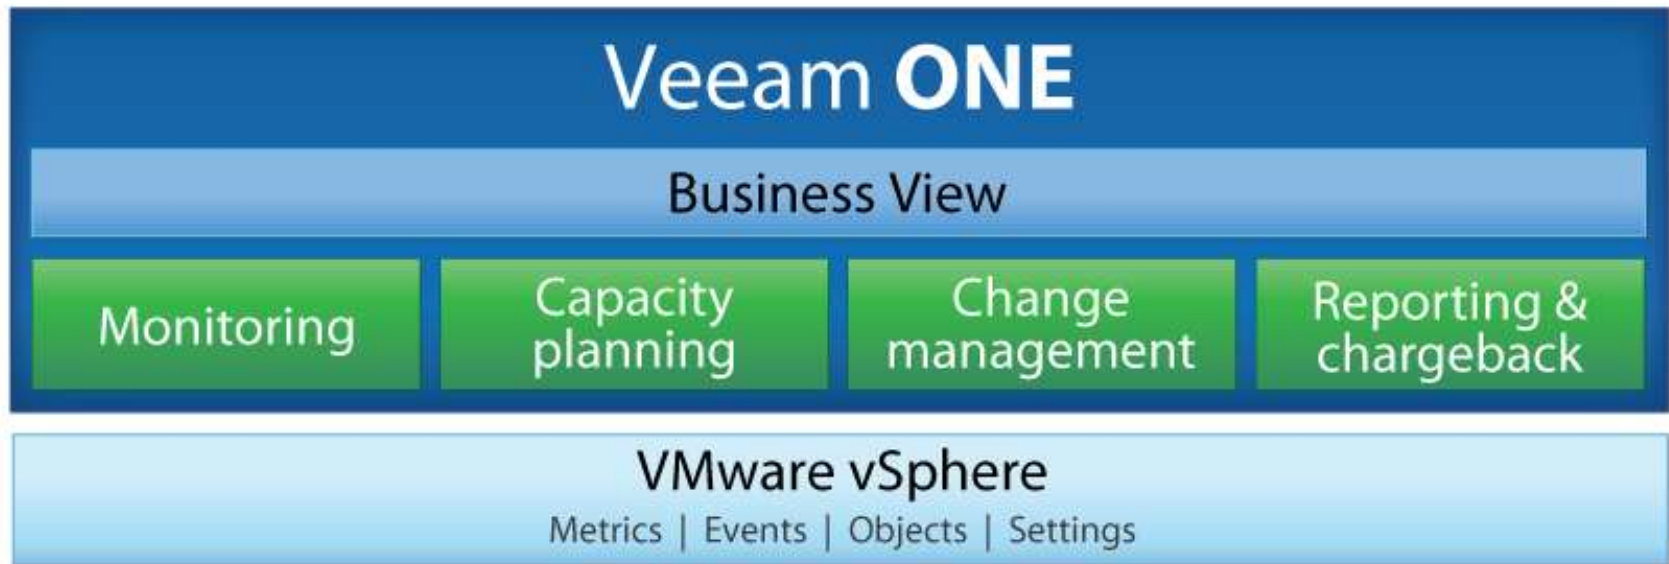 Veeam ONE
Business View
Monitoring
Capacity
planning
Change
management
Reporting &
chargeback
VMware vSphere
Metrics | Events | Objects | Settings